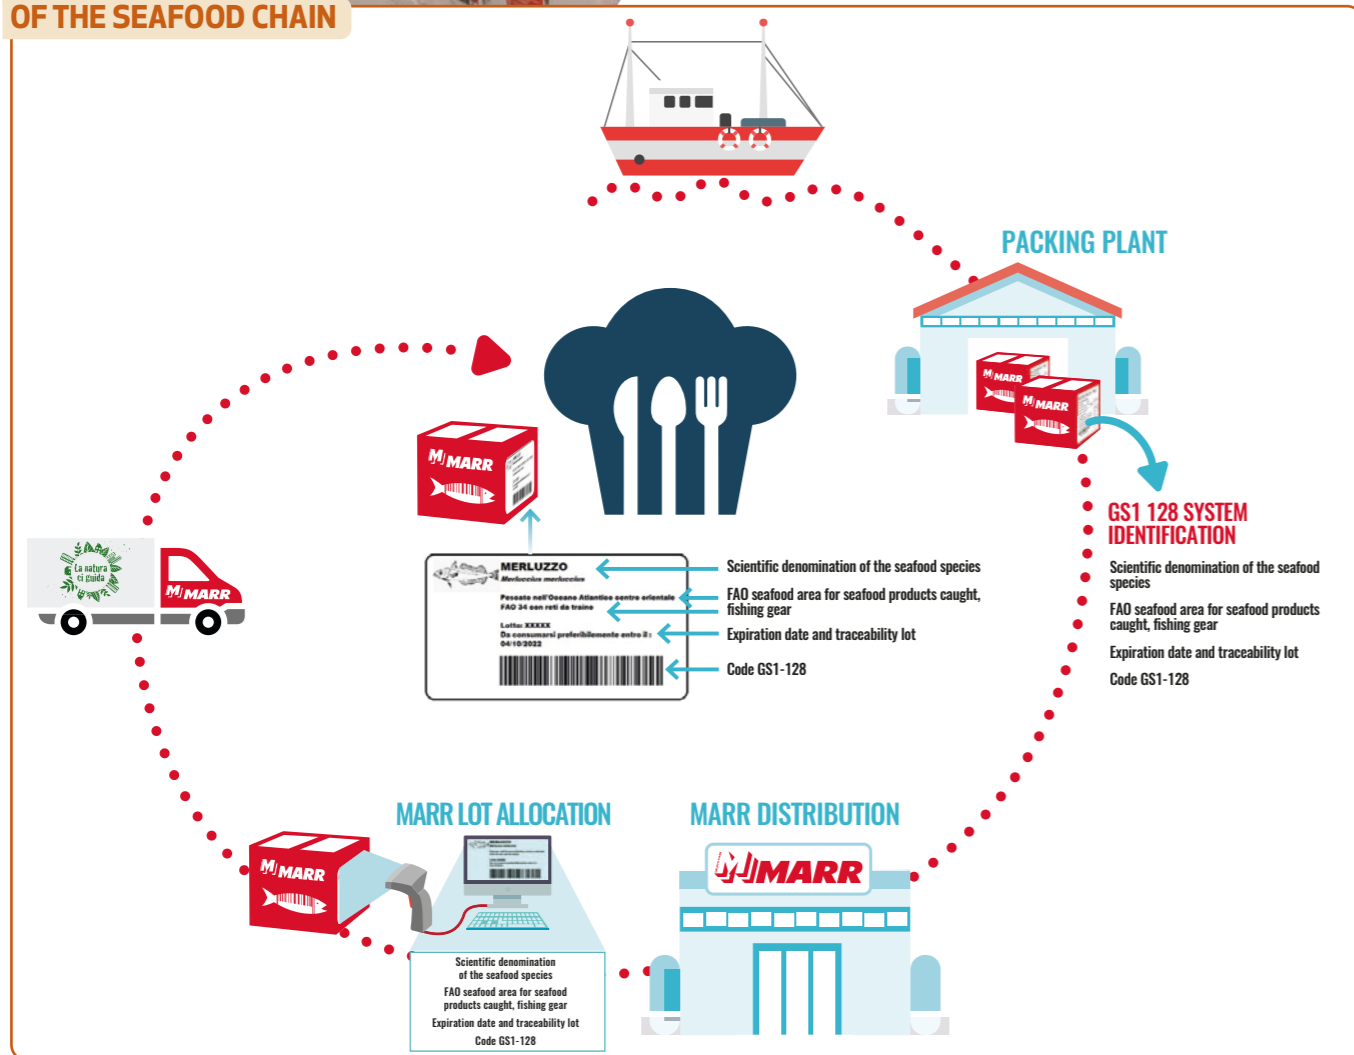 OF THE SEAFOOD CHAIN
PACKING PLANT
M MARR
M MARR
GS1 128 SYSTEM
IDENTIFICATION
Scientific denomination of the seafood
species
FAO seafood area for seafood products
caught, fishing gear
Expiration date and traceability lot
Code GS1-128
M MARR
MERLUZZO
Merluccius merluccius
Pescato nell'Oceano Atlantico centro orientale
FAO 34 con reti da traino
Lotto: XXXXX
Da consumarsi preferibilmente entro il :
04/10/2022
Scientific denomination of the seafood species
FAO seafood area for seafood products caught,
fishing gear
Expiration date and traceability lot
Code GS1-128
La natura
ci guida
M MARR
MARR LOT ALLOCATION
M MARR
MERLUZZO
Scientific denomination
of the seafood species
FAO seafood area for seafood
products caught, fishing gear
Expiration date and traceability lot
Code GS1-128
MARR DISTRIBUTION
M MARR